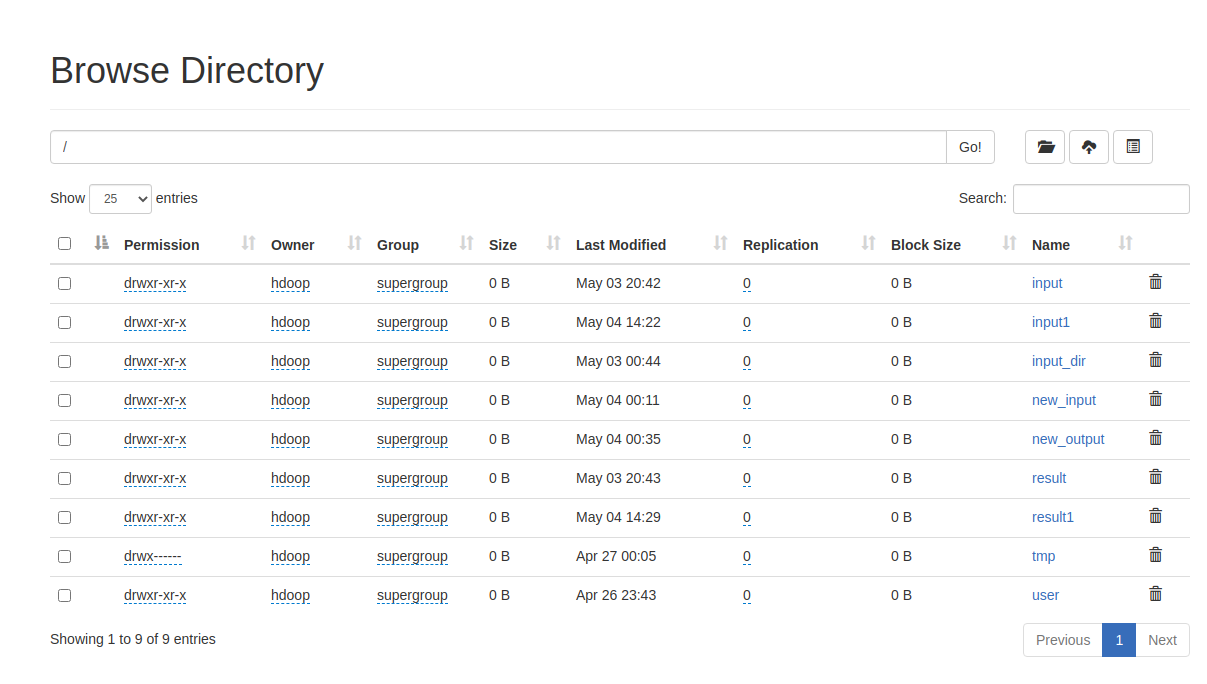 Browse Directory
/ Go!
Show 25 entries Search:
Permission Owner Group Size Last Modified Replication Block Size Name
drwxr-xr-x hdoop supergroup 0 B May 03 20:42 0 0 B input
drwxr-xr-x hdoop supergroup 0 B May 04 14:22 0 0 B input1
drwxr-xr-x hdoop supergroup 0 B May 03 00:44 0 0 B input_dir
drwxr-xr-x hdoop supergroup 0 B May 04 00:11 0 0 B new_input
drwxr-xr-x hdoop supergroup 0 B May 04 00:35 0 0 B new_output
drwxr-xr-x hdoop supergroup 0 B May 03 20:43 0 0 B result
drwxr-xr-x hdoop supergroup 0 B May 04 14:29 0 0 B result1
drwx------ hdoop supergroup 0 B Apr 27 00:05 0 0 B tmp
drwxr-xr-x hdoop supergroup 0 B Apr 26 23:43 0 0 B user
Showing 1 to 9 of 9 entries Previous 1 Next